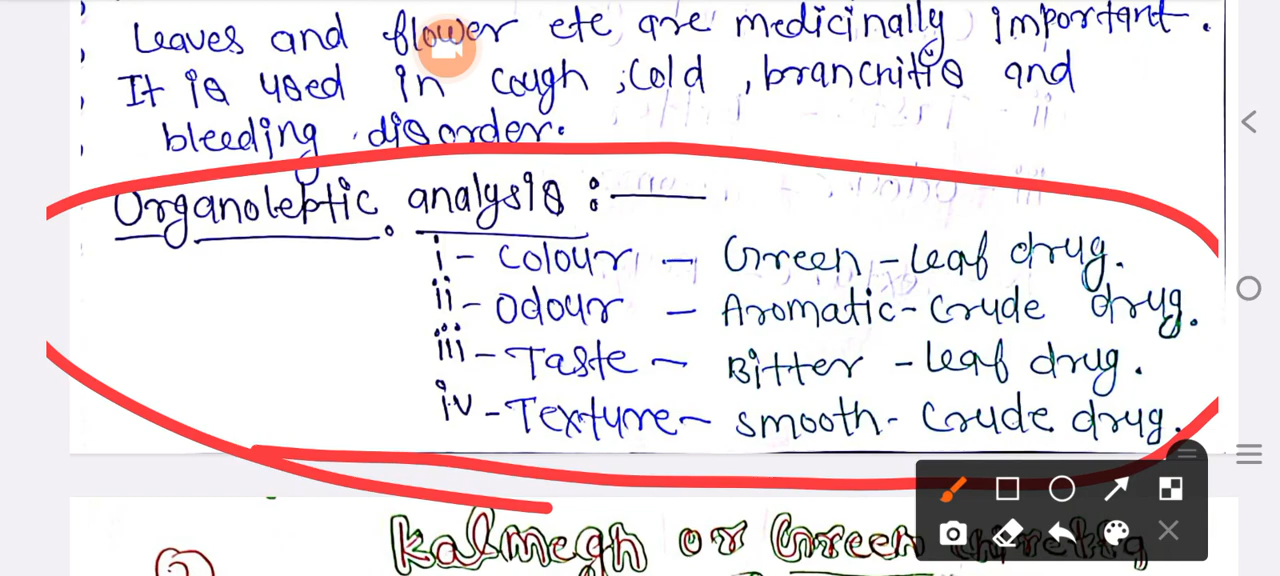 Leaves and flower etc are medicinally important.
It is used in cough, cold, branchitis and
bleeding disorder.
Organoleptic analysis :—
i - Colour - Green - Leaf drug.
ii - Odour - Aromatic - Crude drug.
iii - Taste - Bitter - Leaf drug.
iv - Texture - smooth - Crude drug.
Kalmegh or Green